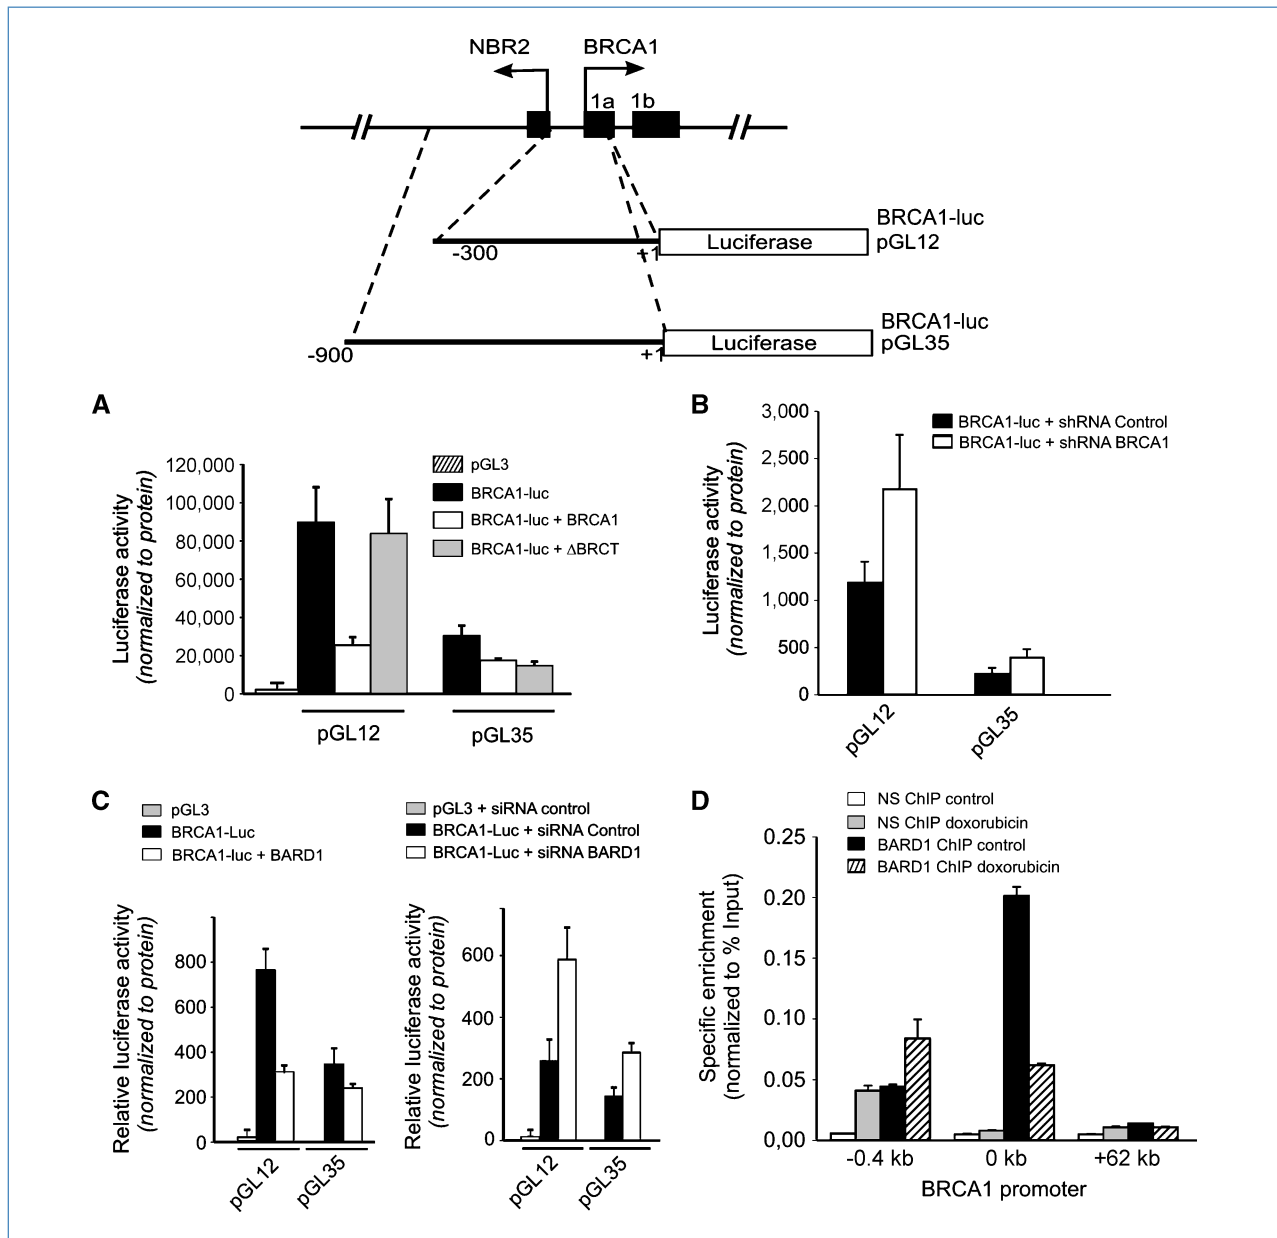 NBR2 BRCA1
1a 1b
BRCA1-luc
-300 +1 Luciferase pGL12
BRCA1-luc
-900 +1 Luciferase pGL35
A
Luciferase activity
(normalized to protein)
120,000
100,000
80,000
60,000
40,000
20,000
0
pGL3
BRCA1-luc
BRCA1-luc + BRCA1
BRCA1-luc + ΔBRCT
pGL12 pGL35
B
Luciferase activity
(normalized to protein)
3,000
2,500
2,000
1,500
1,000
500
0
BRCA1-luc + shRNA Control
BRCA1-luc + shRNA BRCA1
pGL12 pGL35
C
pGL3
BRCA1-Luc
BRCA1-luc + BARD1
Relative luciferase activity
(normalized to protein)
800
600
400
200
0
pGL12 pGL35
pGL3 + siRNA control
BRCA1-Luc + siRNA Control
BRCA1-Luc + siRNA BARD1
Relative luciferase activity
(normalized to protein)
600
400
200
0
pGL12 pGL35
D
NS ChIP control
NS ChIP doxorubicin
BARD1 ChIP control
BARD1 ChIP doxorubicin
Specific enrichment
(normalized to % Input)
0.25
0.20
0.15
0.10
0.05
0,00
-0.4 kb 0 kb +62 kb
BRCA1 promoter